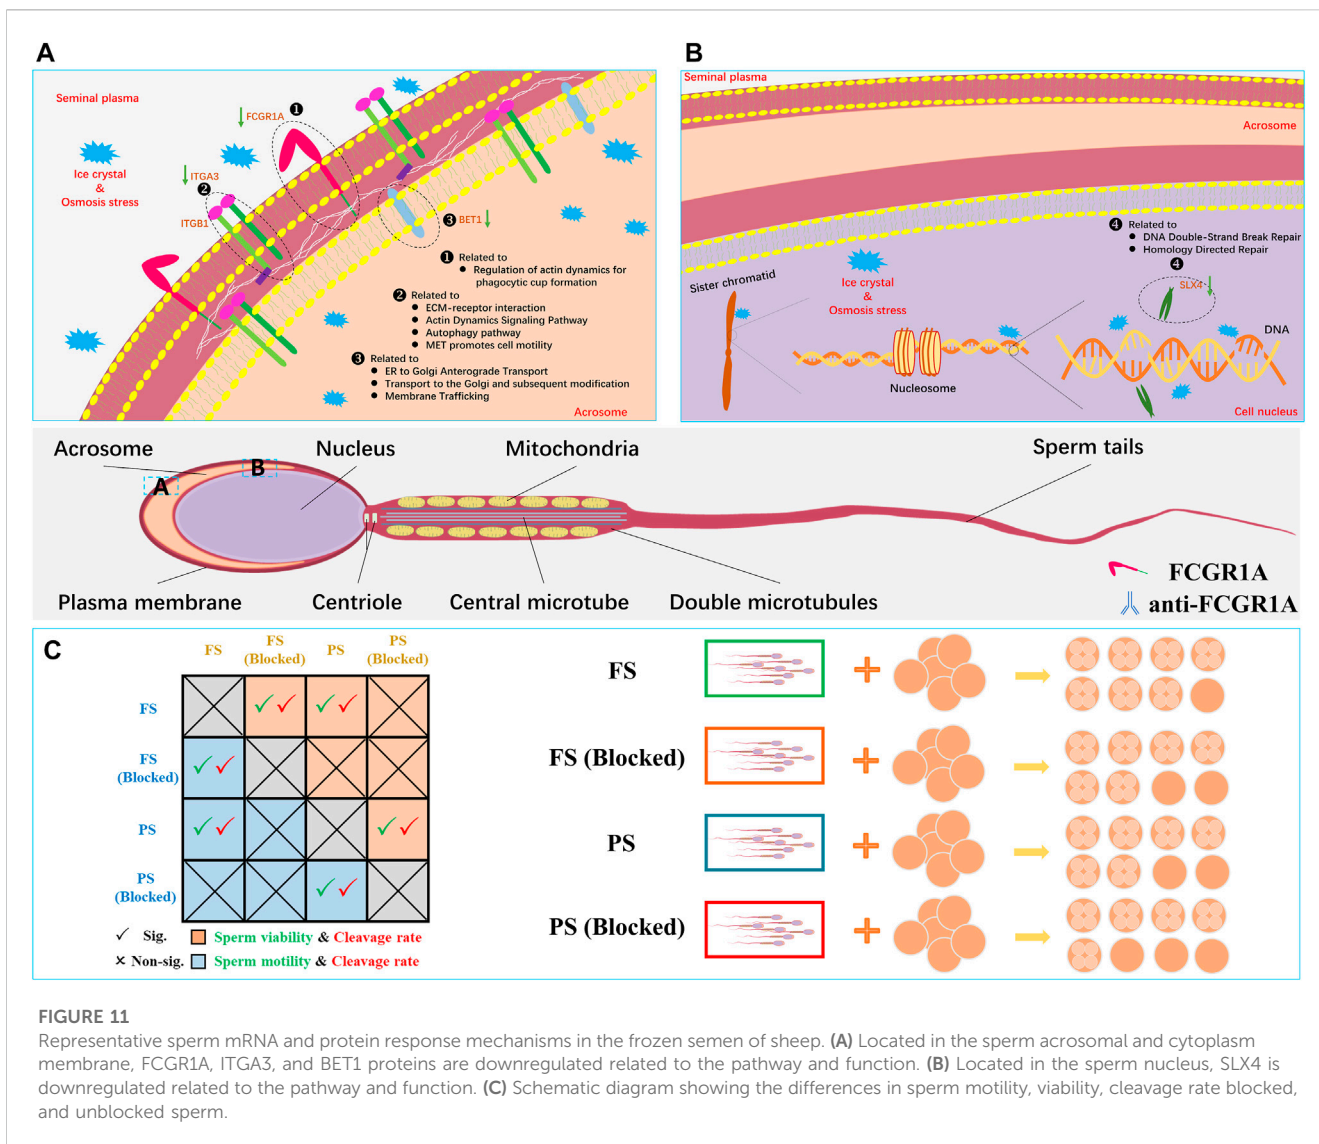 A
Seminal plasma
FCGR1A
❶
Ice crystal
&
Osmosis stress
ITGA3
❷
ITGB1
❸ BET1
❶ Related to
● Regulation of actin dynamics for
phagocytic cup formation
❷ Related to
● ECM-receptor interaction
● Actin Dynamics Signaling Pathway
● Autophagy pathway
● MET promotes cell motility
❸ Related to
● ER to Golgi Anterograde Transport
● Transport to the Golgi and subsequent modification
● Membrane Trafficking
Acrosome
B
Seminal plasma
Acrosome
❹ Related to
● DNA Double-Strand Break Repair
● Homology Directed Repair
❹
SLX4
Sister chromatid
Ice crystal
&
Osmosis stress
Nucleosome
DNA
Cell nucleus
Acrosome
Nucleus
Mitochondria
Sperm tails
A
B
Plasma membrane
Centriole
Central microtube
Double microtubules
FCGR1A
anti-FCGR1A
C
FS
FS
(Blocked)
PS
PS
(Blocked)
FS
FS
(Blocked)
PS
PS
(Blocked)
✓ Sig.
Sperm viability & Cleavage rate
✗ Non-sig.
Sperm motility & Cleavage rate
FS
FS (Blocked)
PS
PS (Blocked)
FIGURE 11
Representative sperm mRNA and protein response mechanisms in the frozen semen of sheep. (A) Located in the sperm acrosomal and cytoplasm
membrane, FCGR1A, ITGA3, and BET1 proteins are downregulated related to the pathway and function. (B) Located in the sperm nucleus, SLX4 is
downregulated related to the pathway and function. (C) Schematic diagram showing the differences in sperm motility, viability, cleavage rate blocked,
and unblocked sperm.